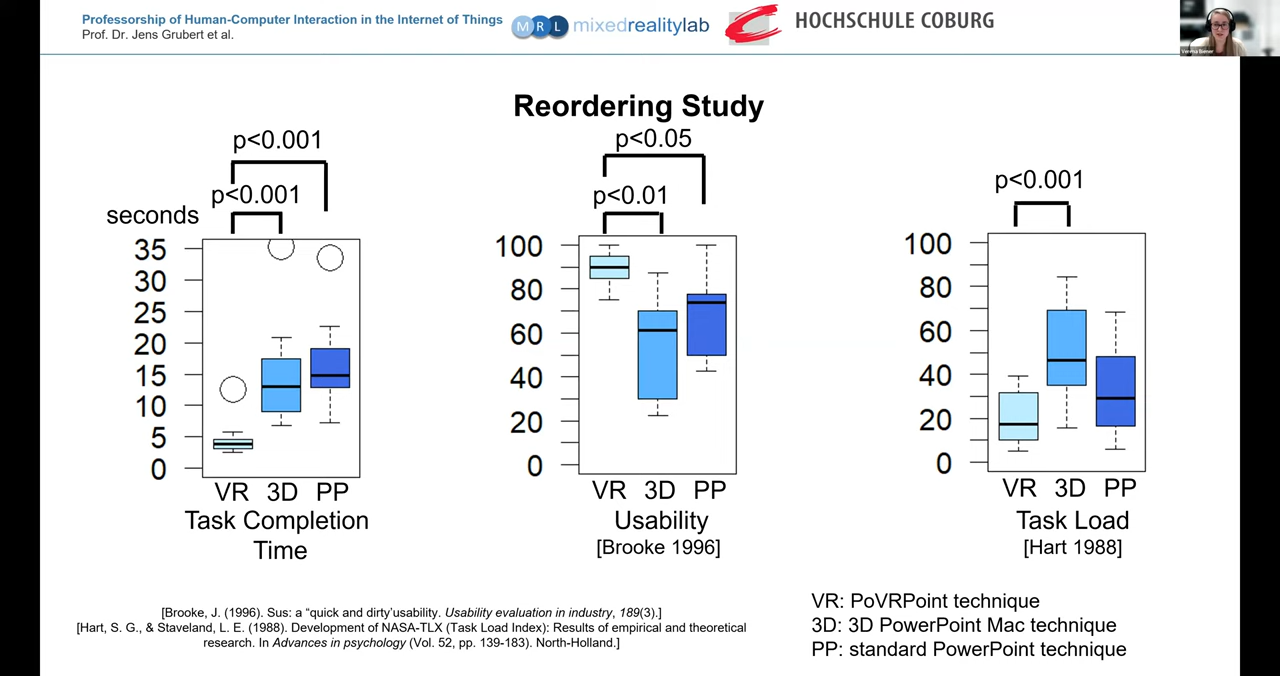 Professorship of Human-Computer Interaction in the Internet of Things
Prof. Dr. Jens Grubert et al.
MRL mixedrealitylab
HOCHSCHULE COBURG
Reordering Study
p<0.001
p<0.001
seconds
35
30
25
20
15
10
5
0
VR 3D PP
Task Completion
Time
p<0.05
p<0.01
100
80
60
40
20
0
VR 3D PP
Usability
[Brooke 1996]
p<0.001
100
80
60
40
20
0
VR 3D PP
Task Load
[Hart 1988]
[Brooke, J. (1996). Sus: a “quick and dirty’usability. Usability evaluation in industry, 189(3).]
[Hart, S. G., & Staveland, L. E. (1988). Development of NASA-TLX (Task Load Index): Results of empirical and theoretical
research. In Advances in psychology (Vol. 52, pp. 139-183). North-Holland.]
VR: PoVRPoint technique
3D: 3D PowerPoint Mac technique
PP: standard PowerPoint technique